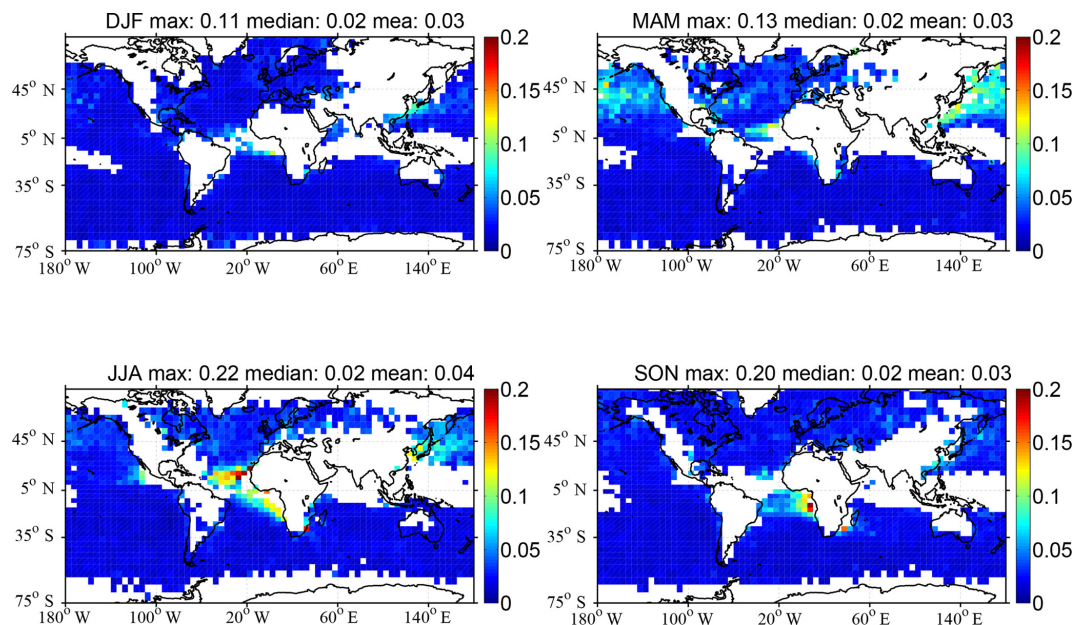 DJF max: 0.11 median: 0.02 mea: 0.03
MAM max: 0.13 median: 0.02 mean: 0.03
0.2
0.15
0.1
0.05
0
45° N
5° N
35° S
75° S
180° W 100° W 20° W 60° E 140° E
0.2
0.15
0.1
0.05
0
45° N
5° N
35° S
75° S
180° W 100° W 20° W 60° E 140° E
JJA max: 0.22 median: 0.02 mean: 0.04
SON max: 0.20 median: 0.02 mean: 0.03
0.2
0.15
0.1
0.05
0
45° N
5° N
35° S
75° S
180° W 100° W 20° W 60° E 140° E
0.2
0.15
0.1
0.05
0
45° N
5° N
35° S
75° S
180° W 100° W 20° W 60° E 140° E